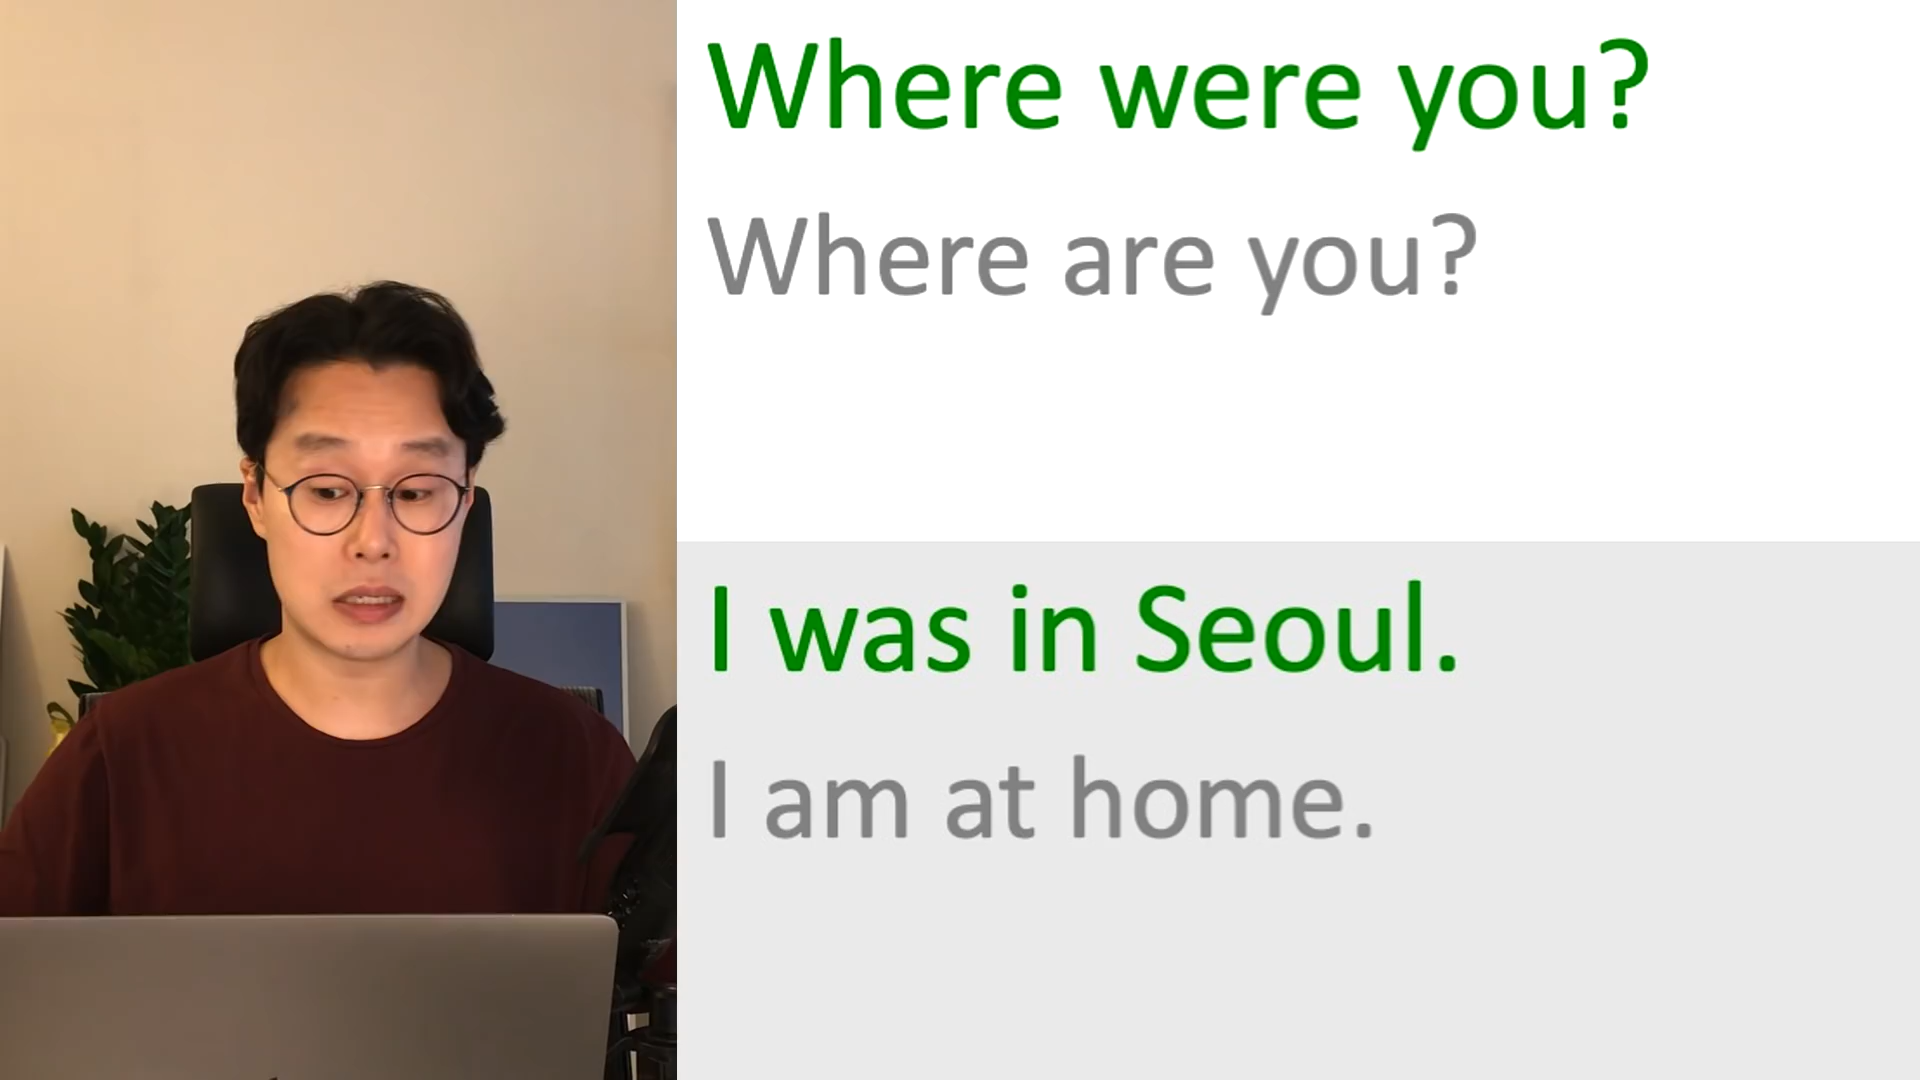 Where were you?
Where are you?
I was in Seoul.
I am at home.